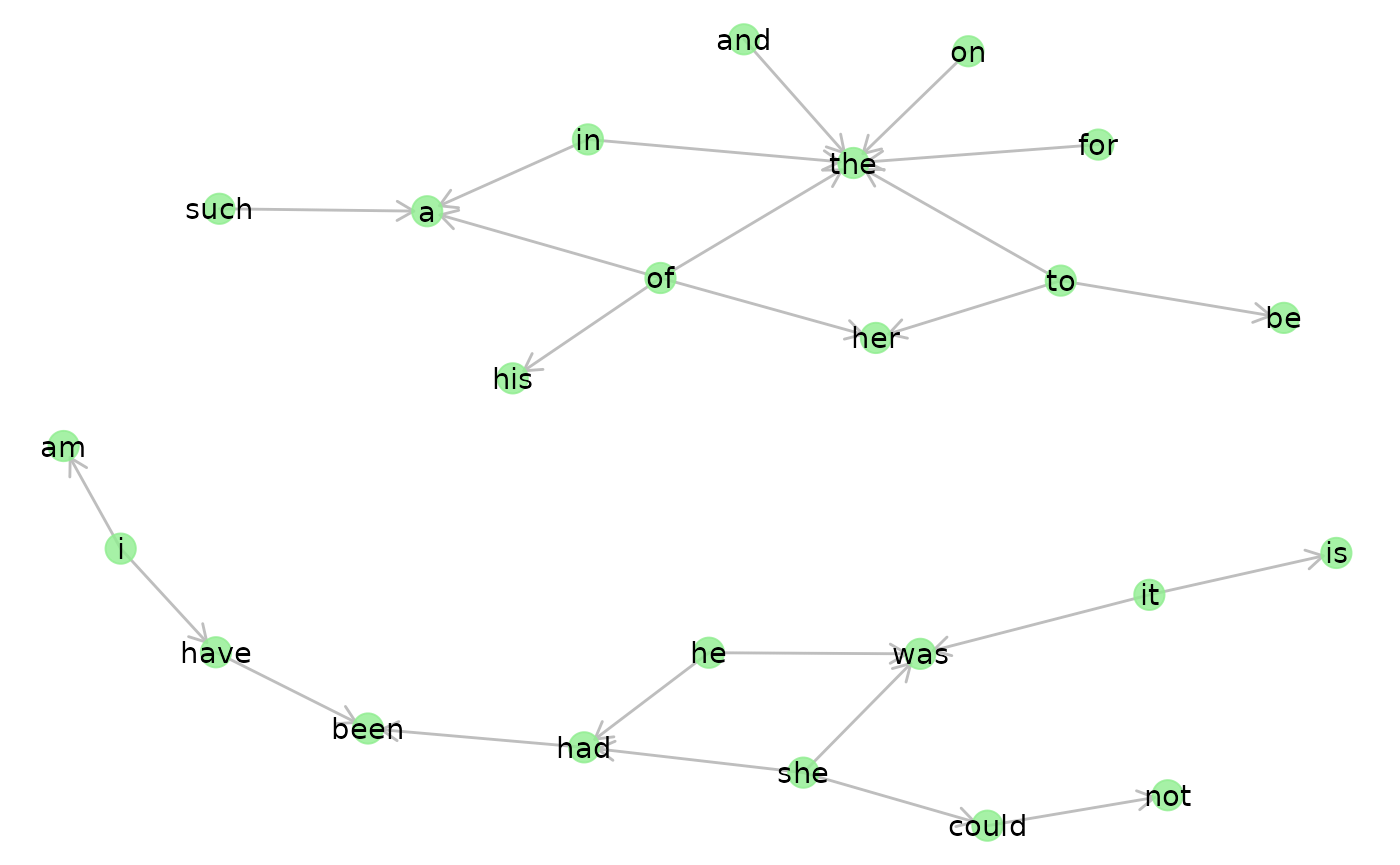 and
on
in
for
the
such
a
of
to
be
her
his
am
i
is
it
have
he
was
been
had
she
not
could